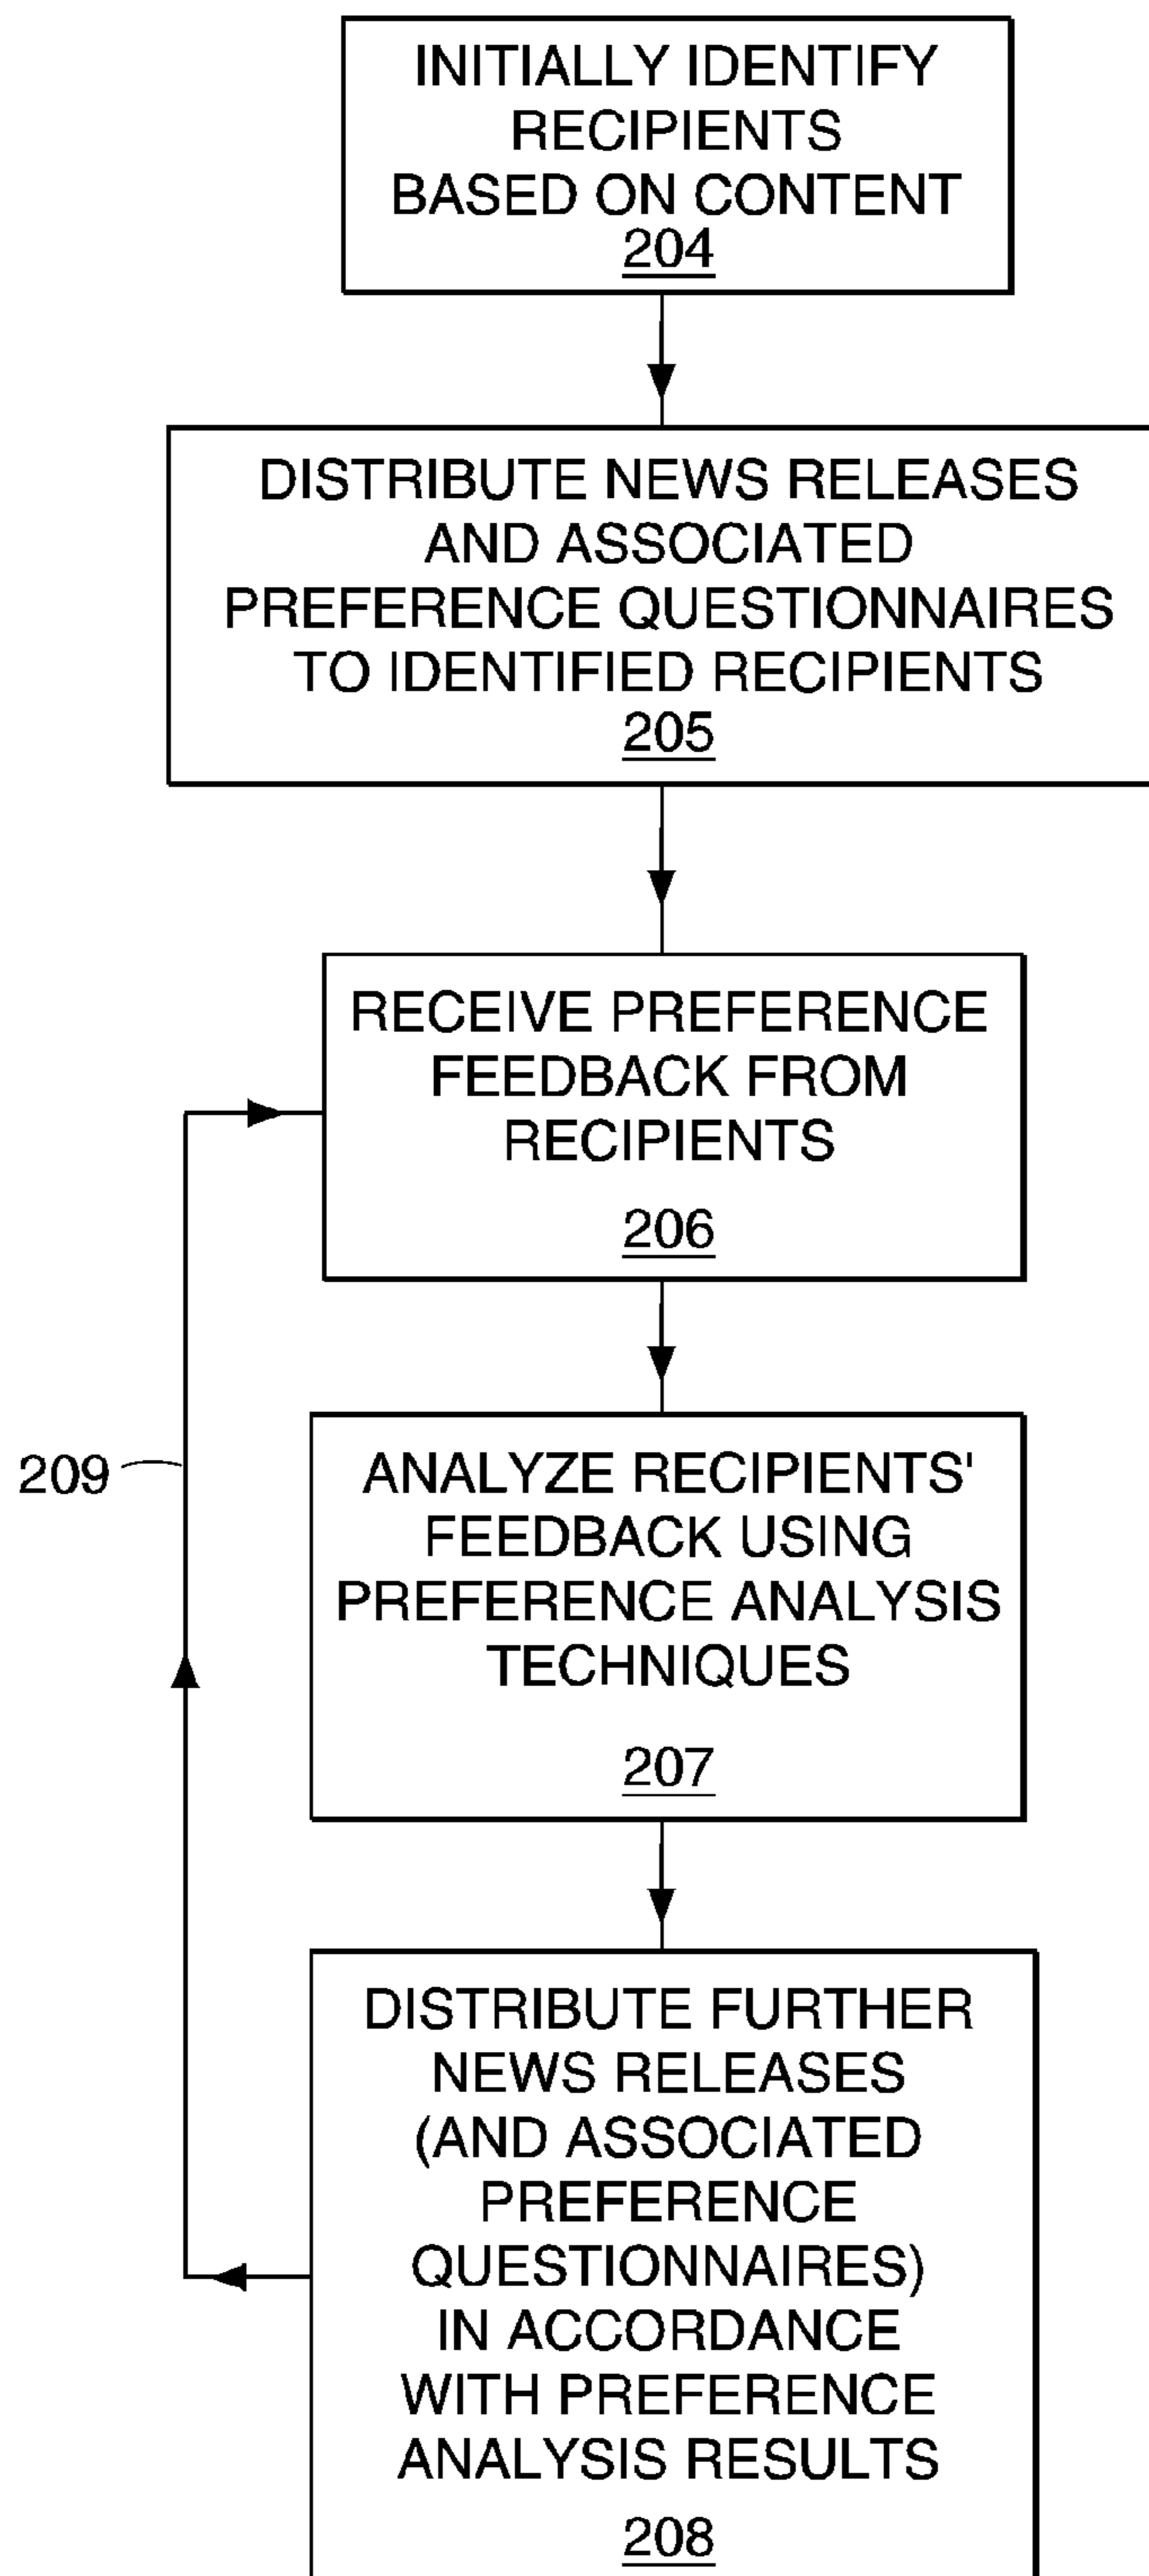 INITIALLY IDENTIFY
RECIPIENTS
BASED ON CONTENT
204
DISTRIBUTE NEWS RELEASES
AND ASSOCIATED
PREFERENCE QUESTIONNAIRES
TO IDENTIFIED RECIPIENTS
205
RECEIVE PREFERENCE
FEEDBACK FROM
RECIPIENTS
206
209
ANALYZE RECIPIENTS'
FEEDBACK USING
PREFERENCE ANALYSIS
TECHNIQUES
207
DISTRIBUTE FURTHER
NEWS RELEASES
(AND ASSOCIATED
PREFERENCE
QUESTIONNAIRES)
IN ACCORDANCE
WITH PREFERENCE
ANALYSIS RESULTS
208